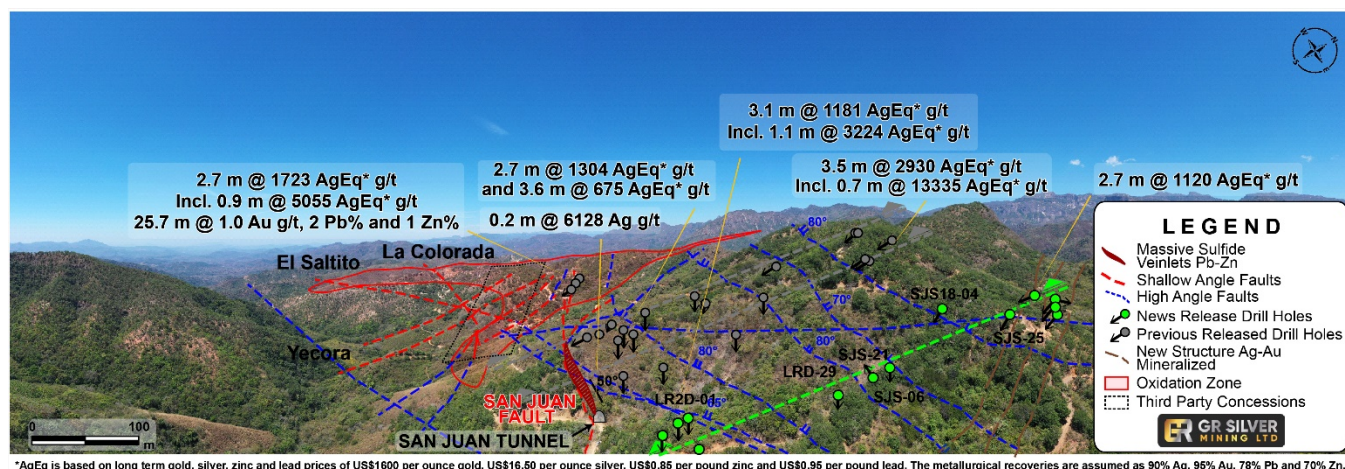 3.1 m @ 1181 AgEq* g/t
Incl. 1.1 m @ 3224 AgEq* g/t
2.7 m @ 1723 AgEq* g/t
Incl. 0.9 m @ 5055 AgEq* g/t
25.7 m @ 1.0 Au g/t, 2 Pb% and 1 Zn%
2.7 m @ 1304 AgEq* g/t
and 3.6 m @ 675 AgEq* g/t
0.2 m @ 6128 Ag g/t
3.5 m @ 2930 AgEq* g/t
Incl. 0.7 m @ 13335 AgEq* g/t
2.7 m @ 1120 AgEq* g/t
La Colorada
El Saltito
Yecora
80°
70°
80°
80°
50°
65°
SJS18-04
SJS-25
SJS-21
LRD-29
SJS-06
LR2D-01
SAN JUAN
FAULT
SAN JUAN TUNNEL
0
100
m
LEGEND
Massive Sulfide
Veinlets Pb-Zn
Shallow Angle Faults
High Angle Faults
News Release Drill Holes
Previous Released Drill Holes
New Structure Ag-Au
Mineralized
Oxidation Zone
Third Party Concessions
GR SILVER
MINING LTD
*AgEq is based on long term gold, silver, zinc and lead prices of US$1600 per ounce gold, US$16.50 per ounce silver, US$0.85 per pound zinc and US$0.95 per pound lead. The metallurgical recoveries are assumed as 90% Ag, 95% Au, 78% Pb and 70% Zn.